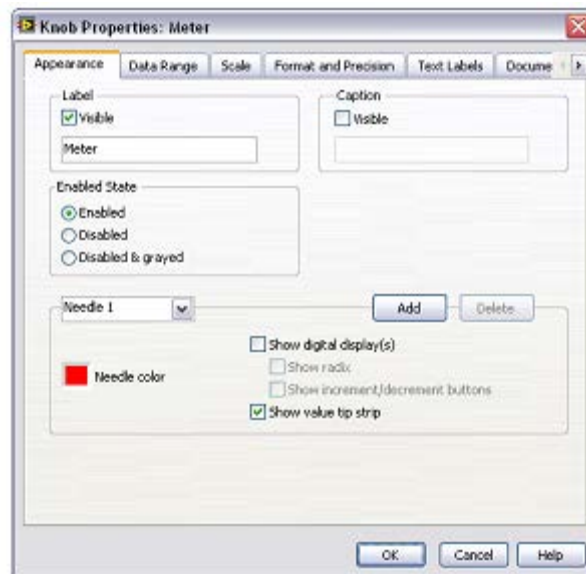 Knob Properties: Meter
Appearance Data Range Scale Format and Precision Text Labels Docume
Label Caption
Visible Visible
Meter
Enabled State
Enabled
Disabled
Disabled & grayed
Needle 1 Add Delete
Show digital display(s)
Show radix
Needle color
Show increment/decrement buttons
Show value tip strip
OK Cancel Help